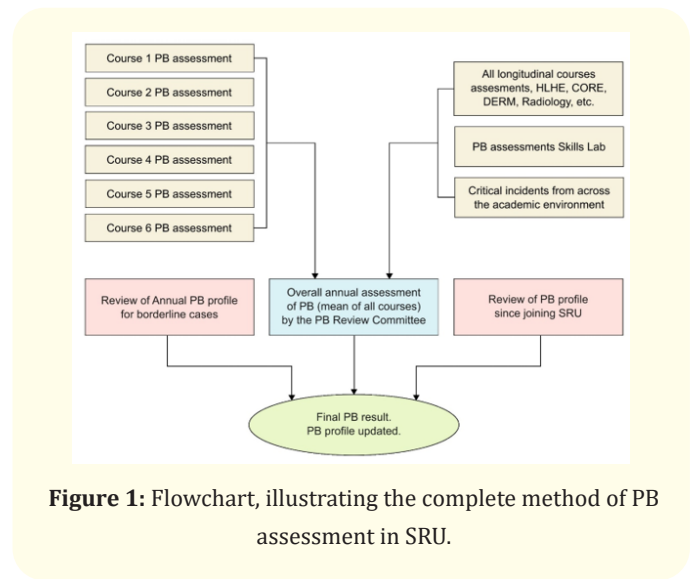 Course 1 PB assessment
Course 2 PB assessment
Course 3 PB assessment
Course 4 PB assessment
Course 5 PB assessment
Course 6 PB assessment
All longitudinal courses
assesments, HLHE, CORE,
DERM, Radiology, etc.
PB assessments Skills Lab
Critical incidents from across
the academic environment
Review of Annual PB profile
for borderline cases
Overall annual assessment
of PB (mean of all courses)
by the PB Review Committee
Review of PB profile
since joining SRU
Final PB result.
PB profile updated.
Figure 1: Flowchart, illustrating the complete method of PB
assessment in SRU.